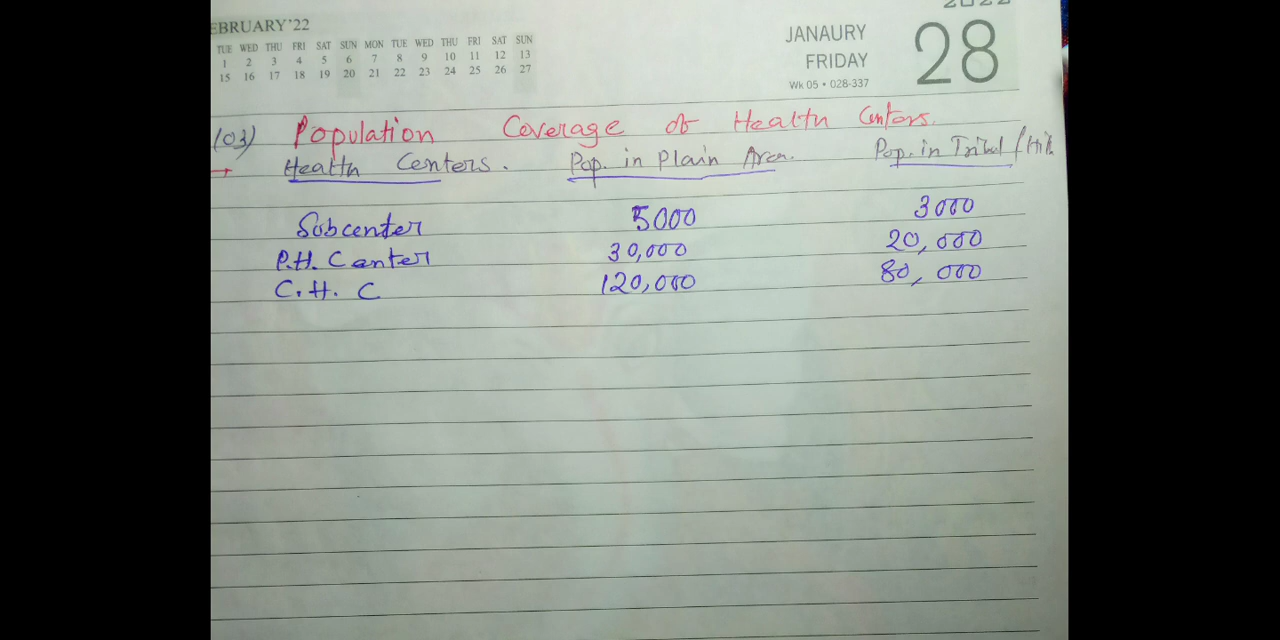 2022
EBRUARY'22
TUE WED THU FRI SAT SUN MON TUE WED THU FRI SAT SUN
1 2 3 4 5 6 7 8 9 10 11 12 13
15 16 17 18 19 20 21 22 23 24 25 26 27
JANAURY
FRIDAY
28
Wk 05 • 028-337
(03) Population Coverage of Health Centors.
→ Health Centers. Pop. in Plain Area. Pop. in Tribal / Hil
Subcenter 5000 3000
P.H. Center 30,000 20,000
C.H. C 120,000 80,000